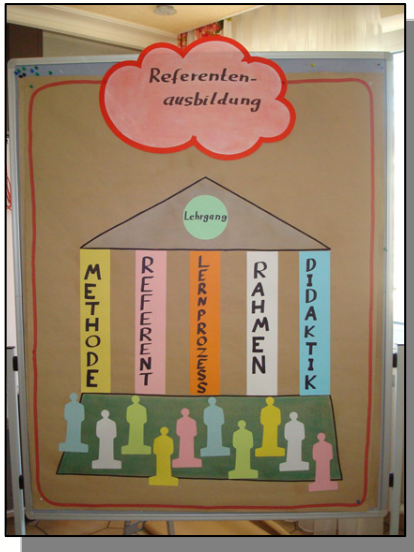 Referenten-
ausbildung
Lehrgang
METHODE
REFERENT
LERNPROZESS
RAHMEN
DIDAKTIK